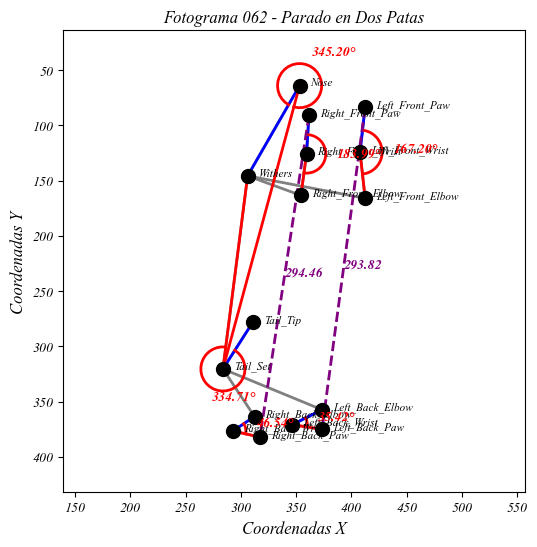 Fotograma 062 - Parado en Dos Patas
345.20°
Nose
Left_Front_Paw
Right_Front_Paw
Left_Front_Wrist
167.20°
Withers
Right_Front_Elbow
Left_Front_Elbow
294.46
293.82
Tail_Tip
Tail_Set
334.71°
Left_Back_Elbow
Left_Back_Paw
Right_Back_Paw
50
100
150
200
250
300
350
400
Coordenadas Y
150
200
250
300
350
400
450
500
550
Coordenadas X